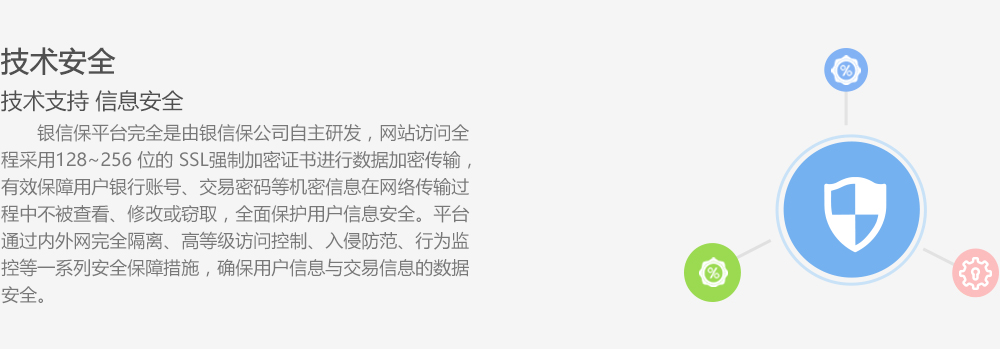 技术安全
技术支持 信息安全
银信保平台完全是由银信保公司自主研发，网站访问全
程采用128~256 位的 SSL强制加密证书进行数据加密传输，
有效保障用户银行账号、交易密码等机密信息在网络传输过
程中不被查看、修改或窃取，全面保护用户信息安全。平台
通过内外网完全隔离、高等级访问控制、入侵防范、行为监
控等一系列安全保障措施，确保用户信息与交易信息的数据
安全。
%
%